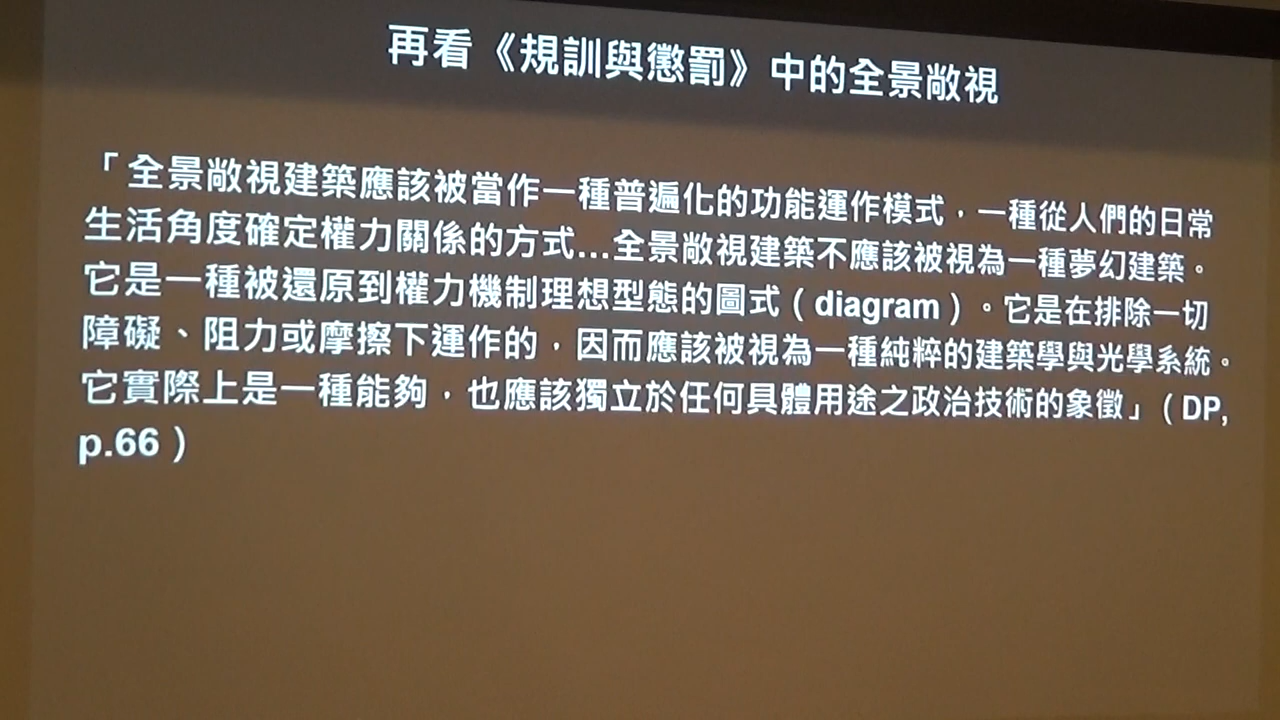 再看《規訓與懲罰》中的全景敞視
「全景敞視建築應該被當作一種普遍化的功能運作模式，一種從人們的日常
生活角度確定權力關係的方式...全景敞視建築不應該被視為一種夢幻建築。
它是一種被還原到權力機制理想型態的圖式（diagram）。它是在排除一切
障礙、阻力或摩擦下運作的，因而應該被視為一種純粹的建築學與光學系統。
它實際上是一種能夠，也應該獨立於任何具體用途之政治技術的象徵」（DP,
p.66）